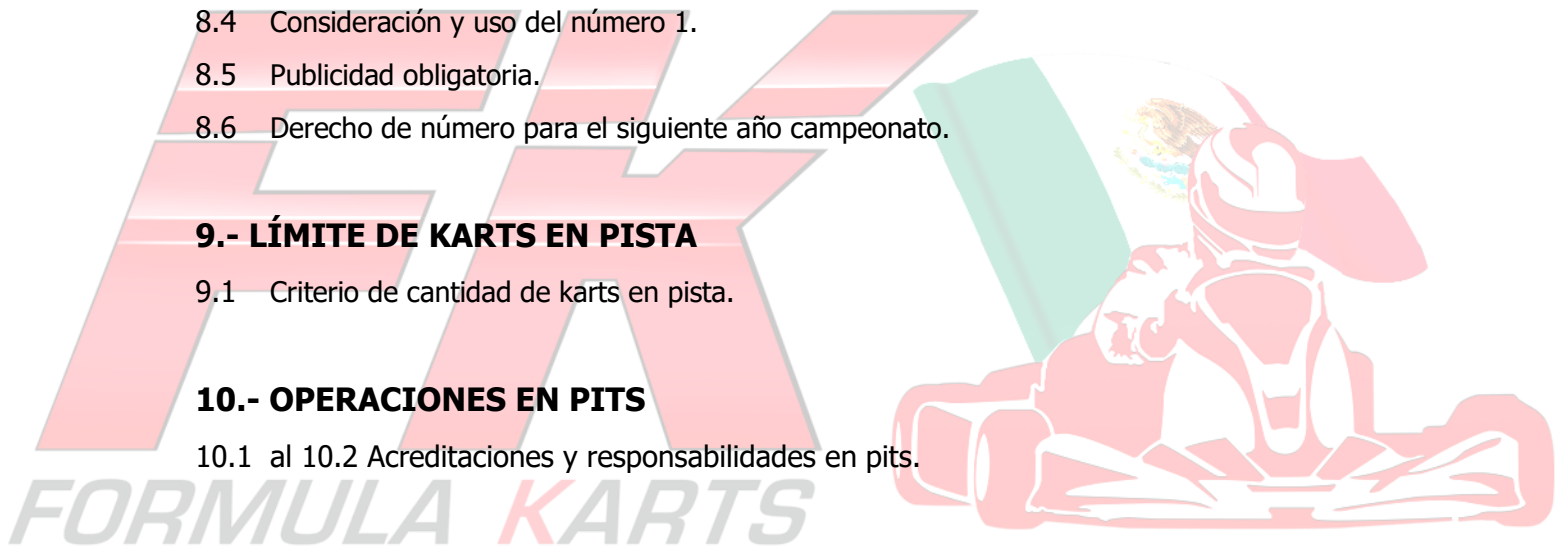 8.4 Consideración y uso del número 1.
8.5 Publicidad obligatoria.
8.6 Derecho de número para el siguiente año campeonato.
9.- LÍMITE DE KARTS EN PISTA
9.1 Criterio de cantidad de karts en pista.
10.- OPERACIONES EN PITS
10.1 al 10.2 Acreditaciones y responsabilidades en pits.
FK
FORMULA KARTS